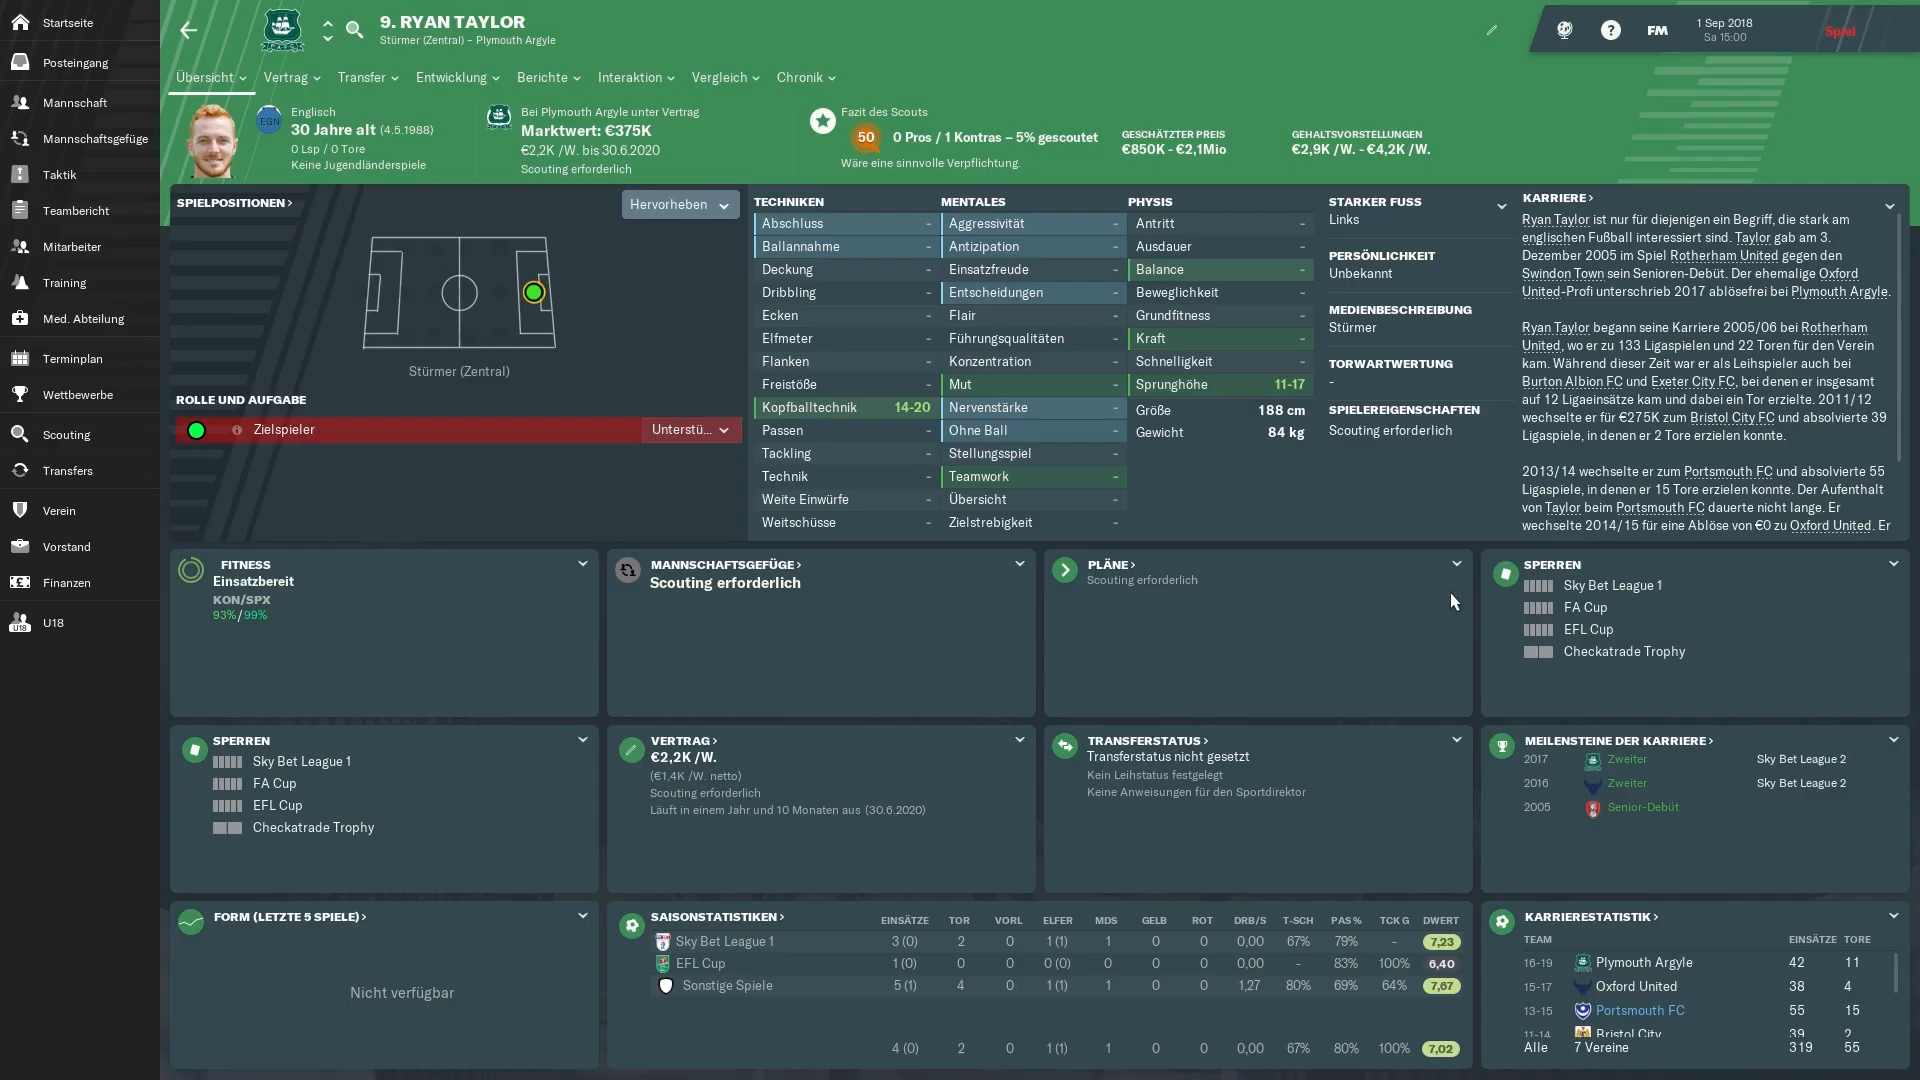 Startseite
Posteingang
Mannschaft
Mannschaftsgefüge
Taktik
Teambericht
Mitarbeiter
Training
Med. Abteilung
Terminplan
Wettbewerbe
Scouting
Transfers
Verein
Vorstand
Finanzen
U18
U18
9. RYAN TAYLOR
Stürmer (Zentral) – Plymouth Argyle
? FM
1 Sep 2018
Sa 15:00
Spiel
Übersicht Vertrag Transfer Entwicklung Berichte Interaktion Vergleich Chronik
EGN
Englisch
30 Jahre alt (4.5.1988)
0 Lsp / 0 Tore
Keine Jugendländerspiele
Bei Plymouth Argyle unter Vertrag
Marktwert: €375K
€2,2K /W. bis 30.6.2020
Scouting erforderlich
Fazit des Scouts
50 0 Pros / 1 Kontras – 5% gescoutet
Wäre eine sinnvolle Verpflichtung.
GESCHÄTZTER PREIS
€850K - €2,1Mio
GEHALTSVORSTELLUNGEN
€2,9K /W. - €4,2K /W.
SPIELPOSITIONEN >
Hervorheben
Stürmer (Zentral)
ROLLE UND AUFGABE
Zielspieler Unterstü...
TECHNIKEN
Abschluss -
Ballannahme -
Deckung -
Dribbling -
Ecken -
Elfmeter -
Flanken -
Freistöße -
Kopfballtechnik 14-20
Passen -
Tackling -
Technik -
Weite Einwürfe -
Weitschüsse -
MENTALES
Aggressivität -
Antizipation -
Einsatzfreude -
Entscheidungen -
Flair -
Führungsqualitäten -
Konzentration -
Mut -
Nervenstärke -
Ohne Ball -
Stellungsspiel -
Teamwork -
Übersicht -
Zielstrebigkeit -
PHYSIS
Antritt -
Ausdauer -
Balance -
Beweglichkeit -
Grundfitness -
Kraft -
Schnelligkeit -
Sprunghöhe 11-17
Größe 188 cm
Gewicht 84 kg
STARKER FUSS
Links
PERSÖNLICHKEIT
Unbekannt
MEDIENBESCHREIBUNG
Stürmer
TORWARTWERTUNG
-
SPIELEREIGENSCHAFTEN
Scouting erforderlich
KARRIERE >
Ryan Taylor ist nur für diejenigen ein Begriff, die stark am
englischen Fußball interessiert sind. Taylor gab am 3.
Dezember 2005 im Spiel Rotherham United gegen den
Swindon Town sein Senioren-Debüt. Der ehemalige Oxford
United-Profi unterschrieb 2017 ablösefrei bei Plymouth Argyle.
Ryan Taylor begann seine Karriere 2005/06 bei Rotherham
United, wo er zu 133 Ligaspielen und 22 Toren für den Verein
kam. Während dieser Zeit war er als Leihspieler auch bei
Burton Albion FC und Exeter City FC, bei denen er insgesamt
auf 12 Ligaeinsätze kam und dabei ein Tor erzielte. 2011/12
wechselte er für €275K zum Bristol City FC und absolvierte 39
Ligaspiele, in denen er 2 Tore erzielen konnte.
2013/14 wechselte er zum Portsmouth FC und absolvierte 55
Ligaspiele, in denen er 15 Tore erzielen konnte. Der Aufenthalt
von Taylor beim Portsmouth FC dauerte nicht lange. Er
wechselte 2014/15 für eine Ablöse von €0 zu Oxford United. Er
FITNESS
Einsatzbereit
KON/SPX
93%/99%
MANNSCHAFTSGEFÜGE >
Scouting erforderlich
PLÄNE >
Scouting erforderlich
SPERREN
Sky Bet League 1
FA Cup
EFL Cup
Checkatrade Trophy
SPERREN
Sky Bet League 1
FA Cup
EFL Cup
Checkatrade Trophy
VERTRAG >
€2,2K /W.
(€1,4K /W. netto)
Scouting erforderlich
Läuft in einem Jahr und 10 Monaten aus (30.6.2020)
TRANSFERSTATUS >
Transferstatus nicht gesetzt
Kein Leihstatus festgelegt
Keine Anweisungen für den Sportdirektor
MEILENSTEINE DER KARRIERE >
2017 Zweiter Sky Bet League 2
2016 Zweiter Sky Bet League 2
2005 Senior-Debüt
FORM (LETZTE 5 SPIELE) >
Nicht verfügbar
SAISONSTATISTIKEN > EINSÄTZE TOR VORL ELFER MDS GELB ROT DRB/S T-SCH PAS % TCK G DWERT
Sky Bet League 1 3 (0) 2 0 1 (1) 1 0 0 0,00 67% 79% - 7,23
EFL Cup 1 (0) 0 0 0 (0) 0 0 0 0,00 - 83% 100% 6,40
Sonstige Spiele 5 (1) 4 0 1 (1) 1 0 0 1,27 80% 69% 64% 7,67
4 (0) 2 0 1 (1) 1 0 0 0,00 67% 80% 100% 7,02
KARRIERESTATISTIK >
TEAM EINSÄTZE TORE
16-19 Plymouth Argyle 42 11
15-17 Oxford United 38 4
13-15 Portsmouth FC 55 15
11-14 Bristol City 39 2
Alle 7 Vereine 319 55